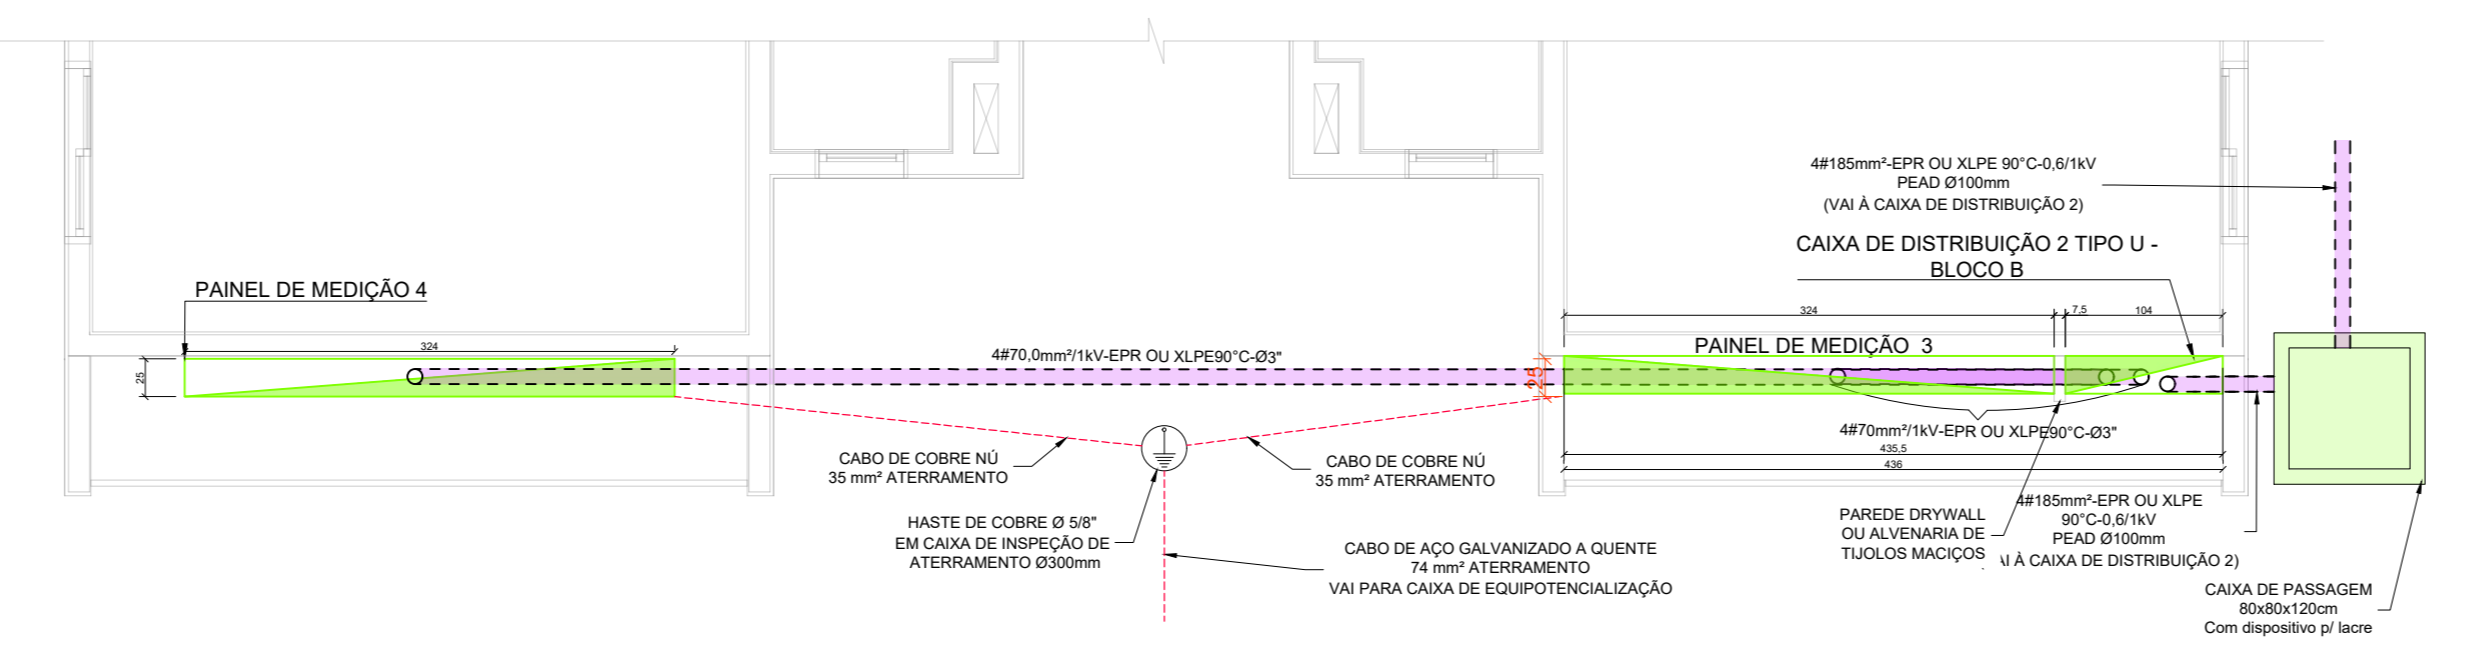 4#185mm²-EPR OU XLPE 90°C-0,6/1kV
PEAD Ø100mm
(VAI À CAIXA DE DISTRIBUIÇÃO 2)
CAIXA DE DISTRIBUIÇÃO 2 TIPO U -
BLOCO B
PAINEL DE MEDIÇÃO 4
324
25
4#70,0mm²/1kV-EPR OU XLPE90°C-Ø3"
324
7,5
104
PAINEL DE MEDIÇÃO 3
25
4#70mm²/1kV-EPR OU XLPE90°C-Ø3"
435,5
436
CABO DE COBRE NÚ
35 mm² ATERRAMENTO
CABO DE COBRE NÚ
35 mm² ATERRAMENTO
HASTE DE COBRE Ø 5/8"
EM CAIXA DE INSPEÇÃO DE
ATERRAMENTO Ø300mm
CABO DE AÇO GALVANIZADO A QUENTE
74 mm² ATERRAMENTO
VAI PARA CAIXA DE EQUIPOTENCIALIZAÇÃO
PAREDE DRYWALL
OU ALVENARIA DE
TIJOLOS MACIÇOS
4#185mm²-EPR OU XLPE
90°C-0,6/1kV
PEAD Ø100mm
À CAIXA DE DISTRIBUIÇÃO 2)
CAIXA DE PASSAGEM
80x80x120cm
Com dispositivo p/ lacre